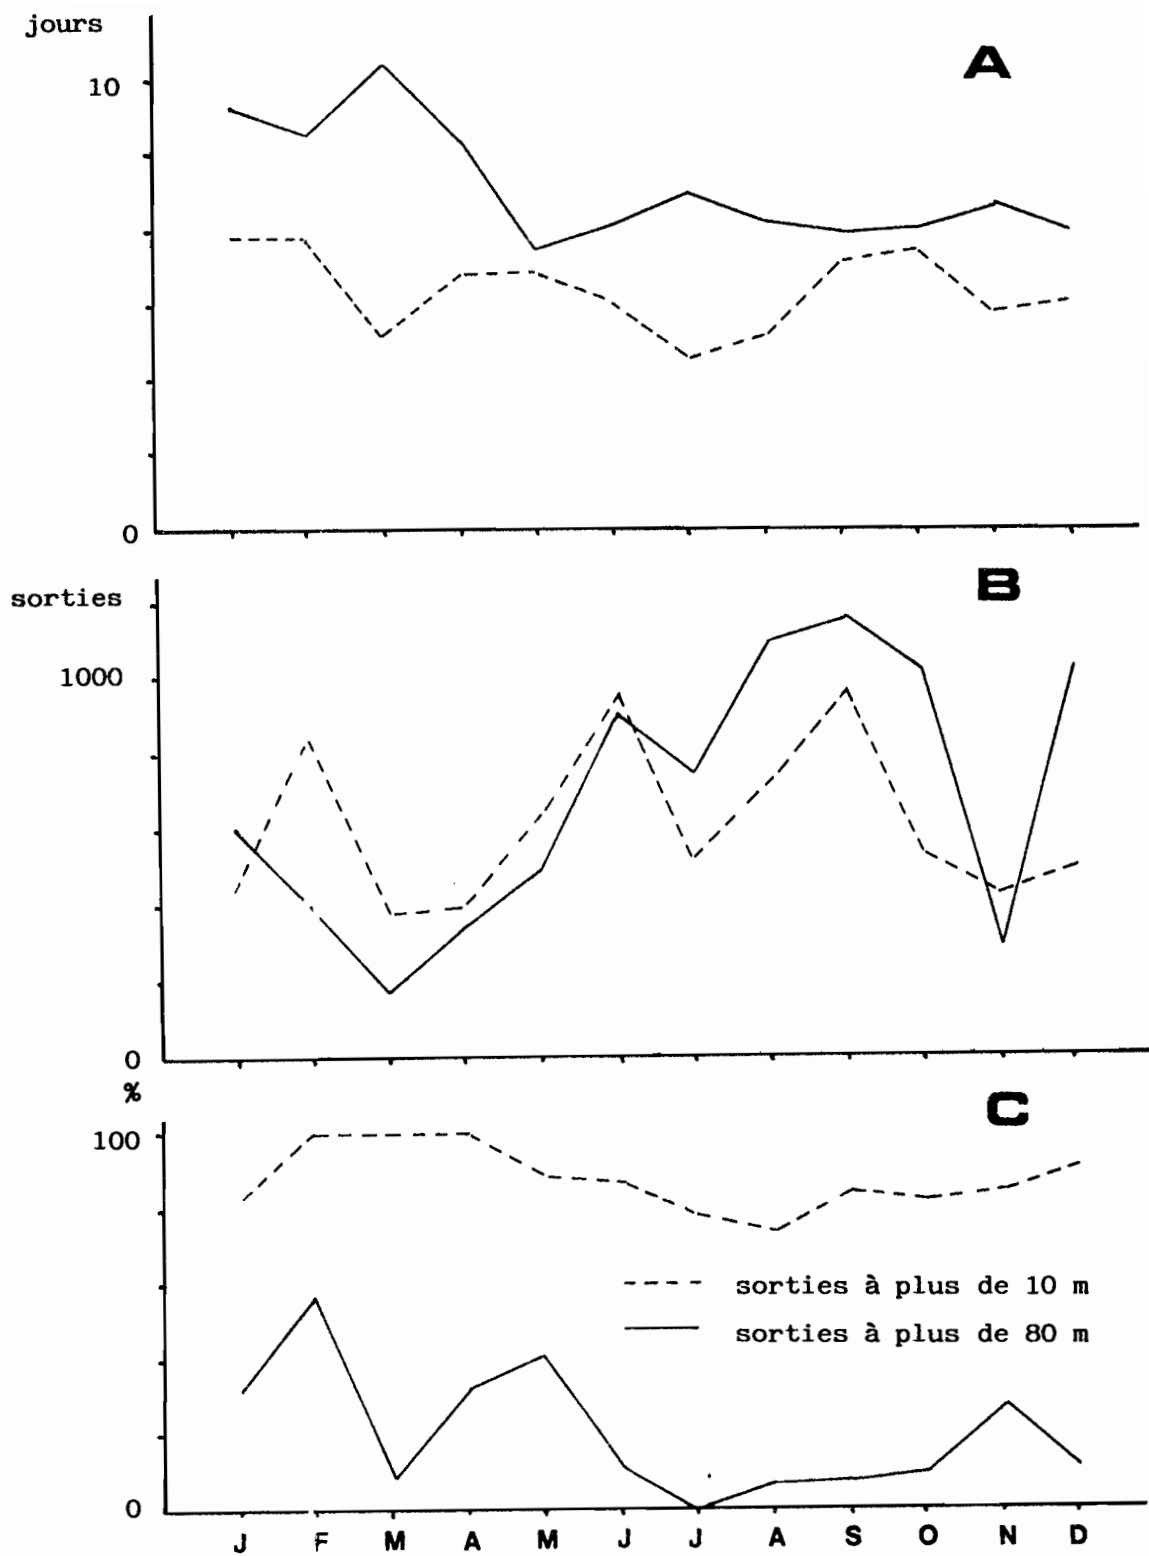 jours
A
10
0
B
sorties
1000
0
%
C
100
sorties à plus de 10 m
sorties à plus de 80 m
0
J F M A M J J A S O N D